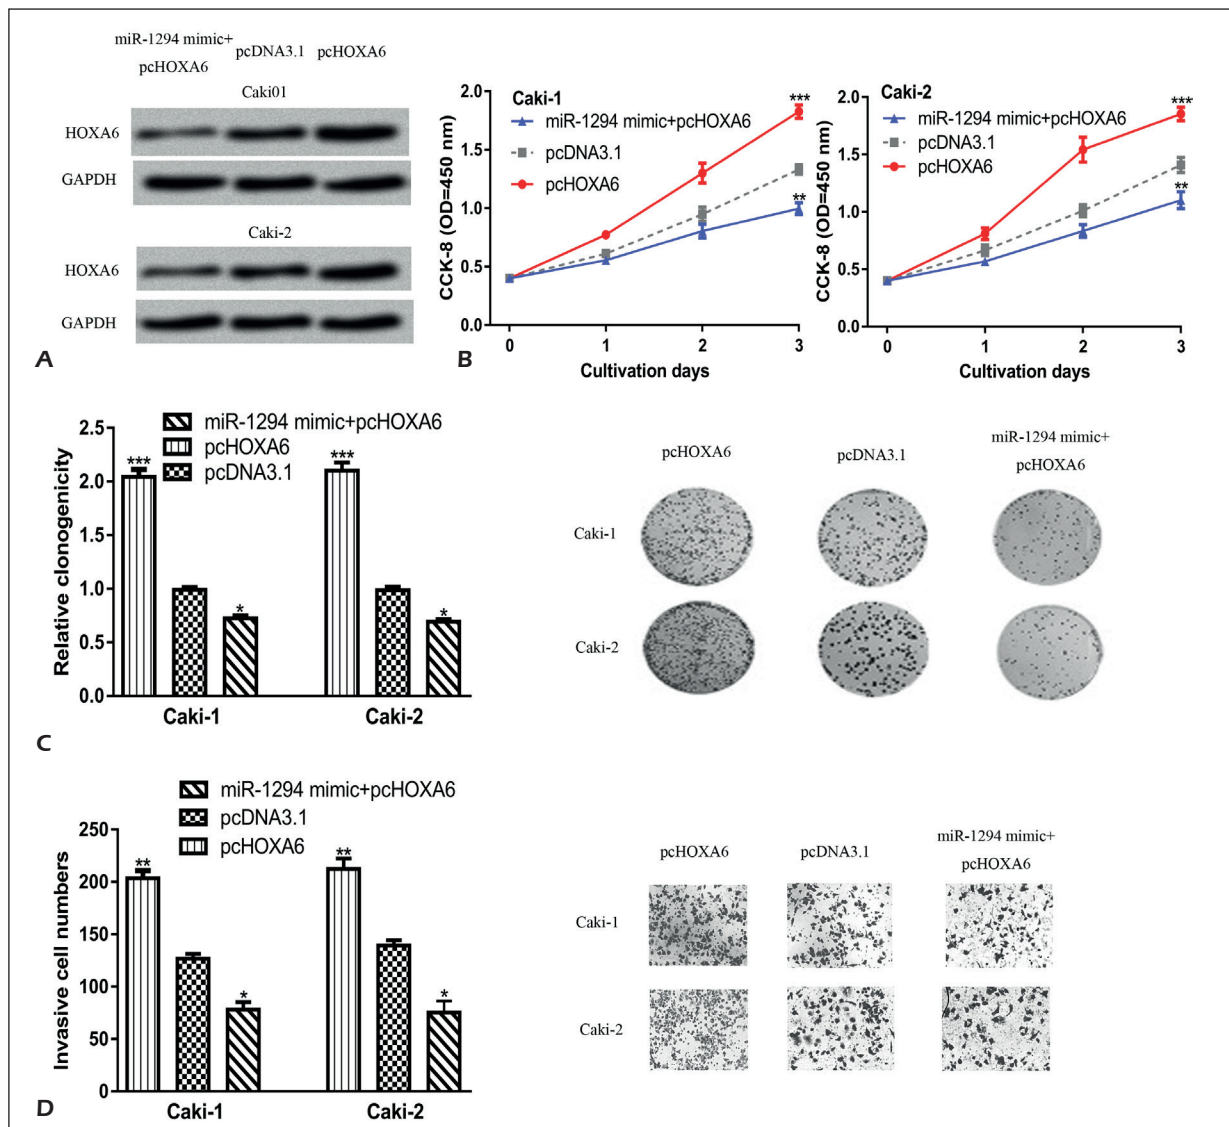 miR-1294 mimic+
pcHOXA6
pcDNA3.1
pcHOXA6
Caki01
HOXA6
GAPDH
Caki-2
HOXA6
GAPDH
A
Caki-1
miR-1294 mimic+pcHOXA6
pcDNA3.1
pcHOXA6
***
**
CCK-8 (OD=450 nm)
2.0
1.5
1.0
0.5
0.0
0 1 2 3
Cultivation days
Caki-2
miR-1294 mimic+pcHOXA6
pcDNA3.1
pcHOXA6
***
**
CCK-8 (OD=450 nm)
2.0
1.5
1.0
0.5
0.0
0 1 2 3
Cultivation days
B
miR-1294 mimic+pcHOXA6
pcHOXA6
pcDNA3.1
Relative clonogenicity
2.5
2.0
1.5
1.0
0.5
0.0
*** * *** *
Caki-1 Caki-2
pcHOXA6
pcDNA3.1
miR-1294 mimic+
pcHOXA6
Caki-1
Caki-2
C
miR-1294 mimic+pcHOXA6
pcDNA3.1
pcHOXA6
Invasive cell numbers
250
200
150
100
50
0
** * ** *
Caki-1 Caki-2
pcHOXA6
pcDNA3.1
miR-1294 mimic+
pcHOXA6
Caki-1
Caki-2
D